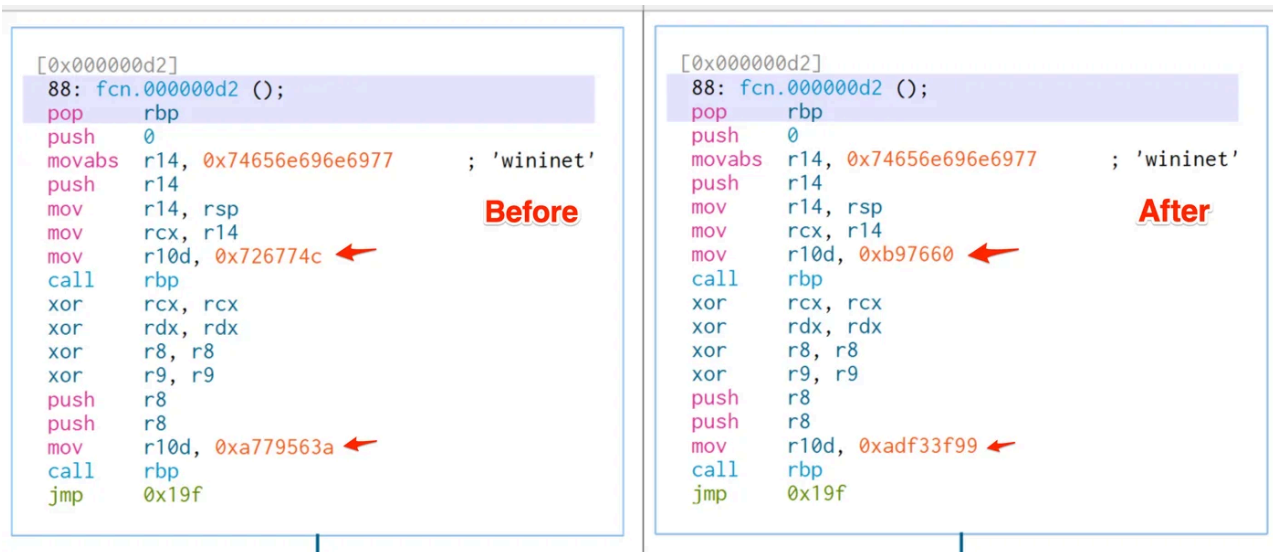 [0x000000d2]
88: fcn.000000d2 ();
pop rbp
push 0
movabs r14, 0x74656e696e6977 ; 'wininet'
push r14
mov r14, rsp
mov rcx, r14
mov r10d, 0x726774c
call rbp
xor rcx, rcx
xor rdx, rdx
xor r8, r8
xor r9, r9
push r8
push r8
mov r10d, 0xa779563a
call rbp
jmp 0x19f
Before
[0x000000d2]
88: fcn.000000d2 ();
pop rbp
push 0
movabs r14, 0x74656e696e6977 ; 'wininet'
push r14
mov r14, rsp
mov rcx, r14
mov r10d, 0xb97660
call rbp
xor rcx, rcx
xor rdx, rdx
xor r8, r8
xor r9, r9
push r8
push r8
mov r10d, 0xadf33f99
call rbp
jmp 0x19f
After